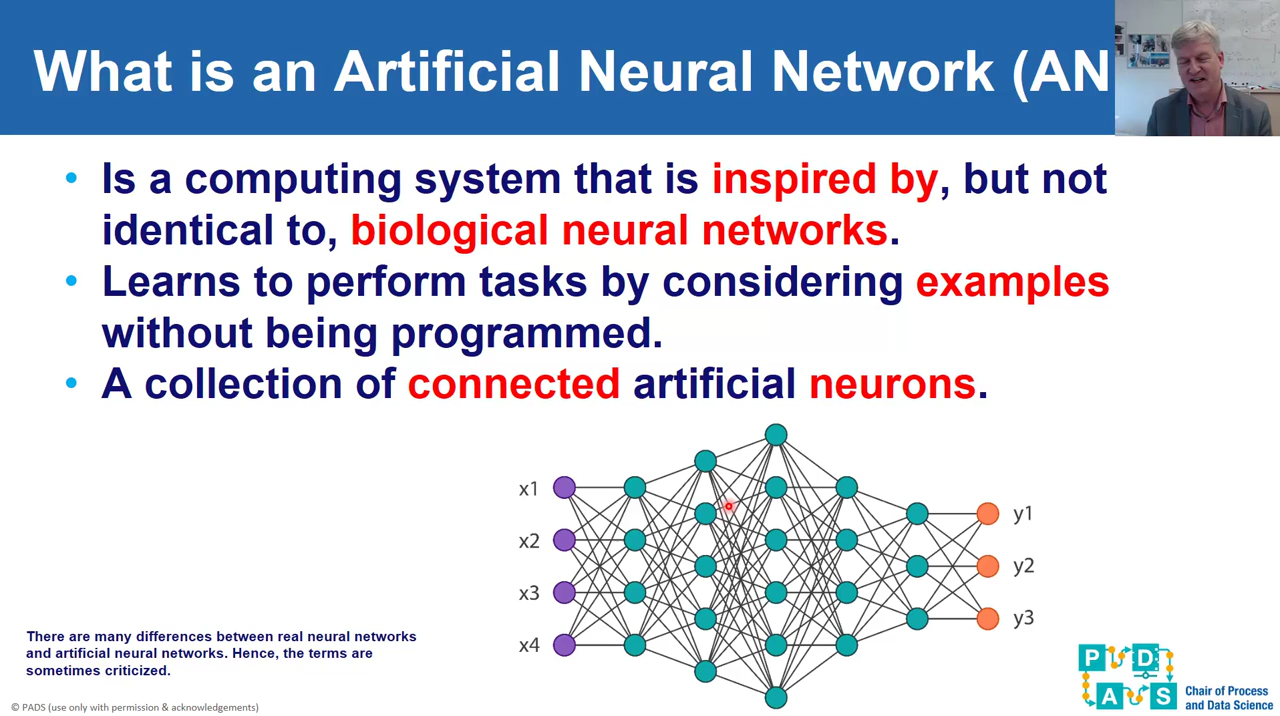 What is an Artificial Neural Network (AN
• Is a computing system that is inspired by, but not
identical to, biological neural networks.
• Learns to perform tasks by considering examples
without being programmed.
• A collection of connected artificial neurons.
x1
x2
x3
x4
y1
y2
y3
There are many differences between real neural networks
and artificial neural networks. Hence, the terms are
sometimes criticized.
P D
A S
Chair of Process
and Data Science
© PADS (use only with permission & acknowledgements)